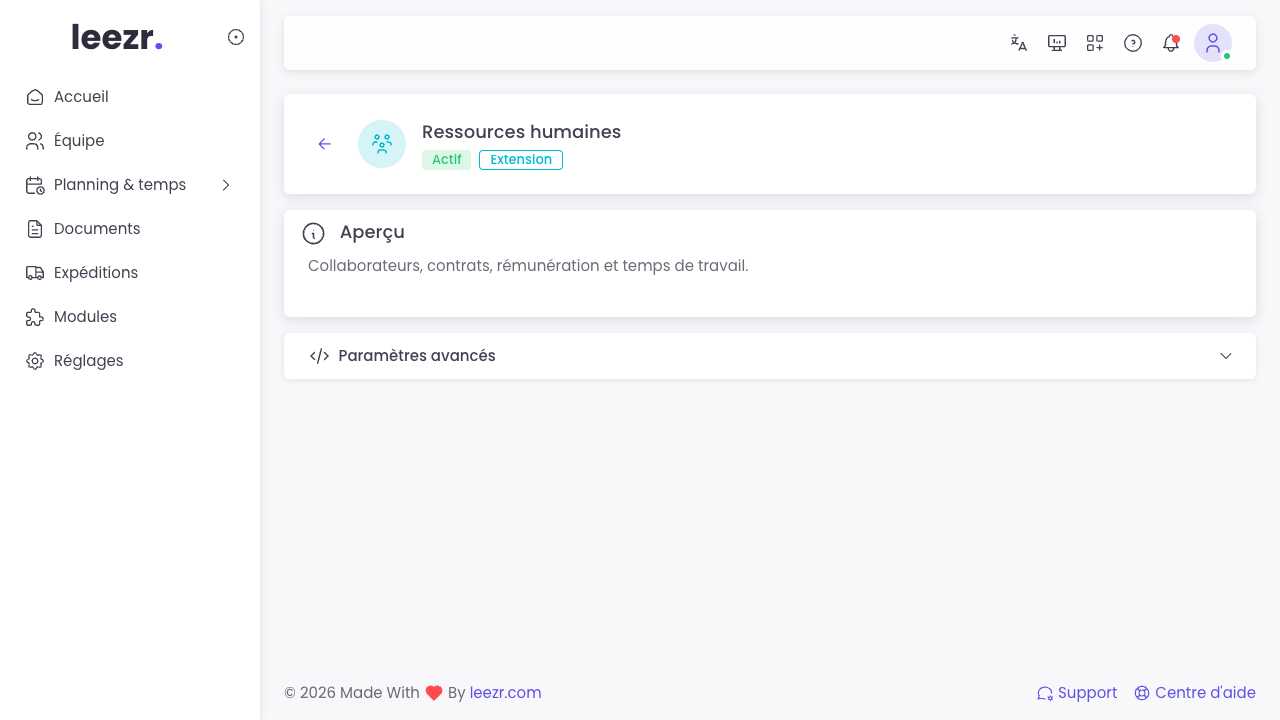 leezr.
Accueil
Équipe
Planning & temps
Documents
Expéditions
Modules
Réglages
Ressources humaines
Actif
Extension
Aperçu
Collaborateurs, contrats, rémunération et temps de travail.
Paramètres avancés
© 2026 Made With By leezr.com
Support
Centre d'aide